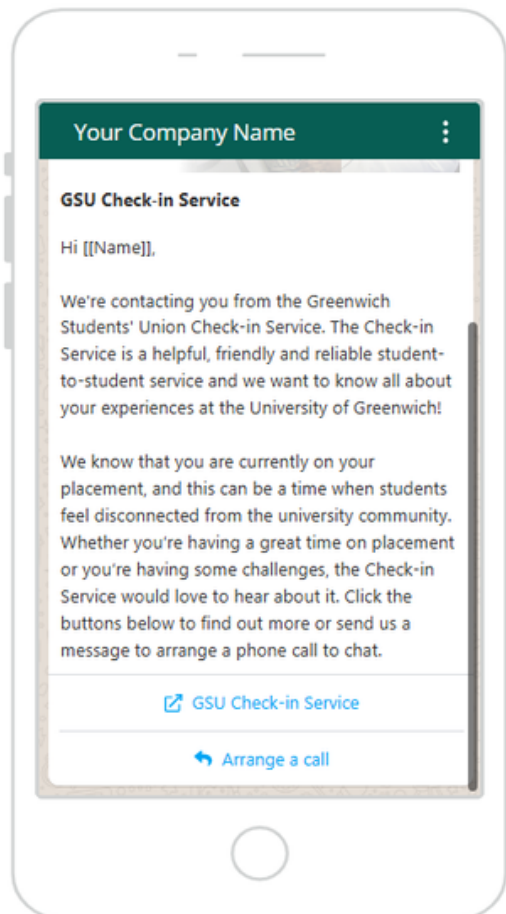 Your Company Name
GSU Check-in Service
Hi [[Name]],
We're contacting you from the Greenwich
Students' Union Check-in Service. The Check-in
Service is a helpful, friendly and reliable student-
to-student service and we want to know all about
your experiences at the University of Greenwich!
We know that you are currently on your
placement, and this can be a time when students
feel disconnected from the university community.
Whether you're having a great time on placement
or you're having some challenges, the Check-in
Service would love to hear about it. Click the
buttons below to find out more or send us a
message to arrange a phone call to chat.
GSU Check-in Service
Arrange a call